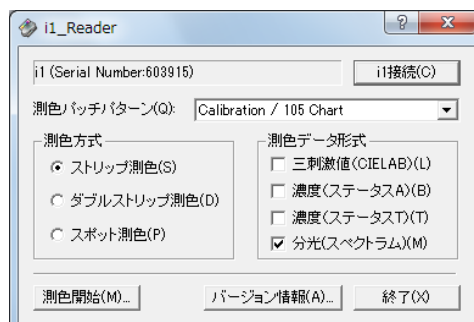 i1_Reader
i1 (Serial Number:603915)
i1接続(C)
測色パッチパターン(Q):
Calibration / 105 Chart
測色方式
ストリップ測色(S)
ダブルストリップ測色(D)
スポット測色(P)
測色データ形式
三刺激値(CIELAB)(L)
濃度(ステータスA)(B)
濃度(ステータスT)(T)
分光(スペクトラム)(M)
測色開始(M)...
バージョン情報(A)...
終了(X)